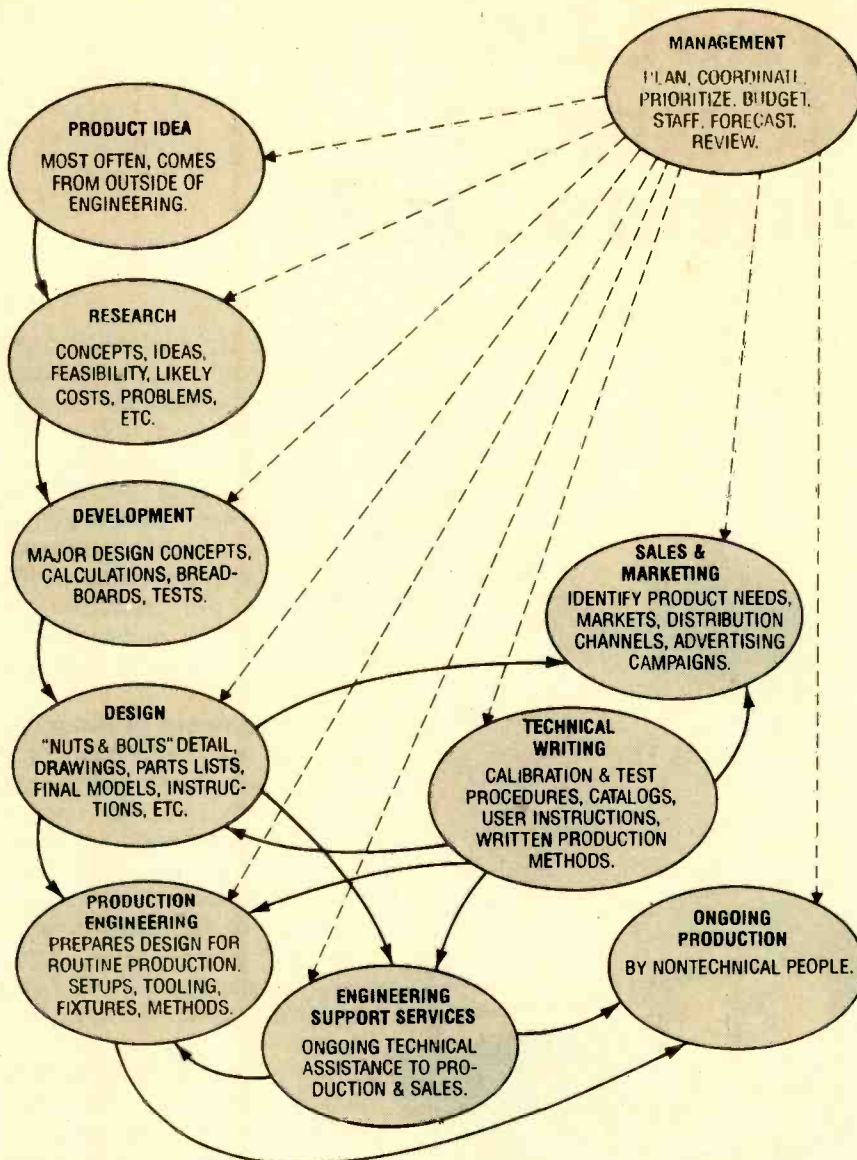 MANAGEMENT
PLAN, COORDINATE,
PRIORITIZE, BUDGET,
STAFF, FORECAST,
REVIEW.
PRODUCT IDEA
MOST OFTEN, COMES
FROM OUTSIDE OF
ENGINEERING.
RESEARCH
CONCEPTS, IDEAS,
FEASIBILITY, LIKELY
COSTS, PROBLEMS,
ETC.
DEVELOPMENT
MAJOR DESIGN CONCEPTS,
CALCULATIONS, BREAD-
BOARDS, TESTS.
SALES &
MARKETING
IDENTIFY PRODUCT NEEDS,
MARKETS, DISTRIBUTION
CHANNELS, ADVERTISING
CAMPAIGNS.
DESIGN
"NUTS & BOLTS" DETAIL,
DRAWINGS, PARTS LISTS,
FINAL MODELS, INSTRUC-
TIONS, ETC.
TECHNICAL
WRITING
CALIBRATION & TEST
PROCEDURES, CATALOGS,
USER INSTRUCTIONS,
WRITTEN PRODUCTION
METHODS.
PRODUCTION
ENGINEERING
PREPARES DESIGN FOR
ROUTINE PRODUCTION.
SETUPS, TOOLING,
FIXTURES, METHODS.
ENGINEERING
SUPPORT SERVICES
ONGOING TECHNICAL
ASSISTANCE TO PRO-
DUCTION & SALES.
ONGOING
PRODUCTION
BY NONTECHNICAL PEOPLE.